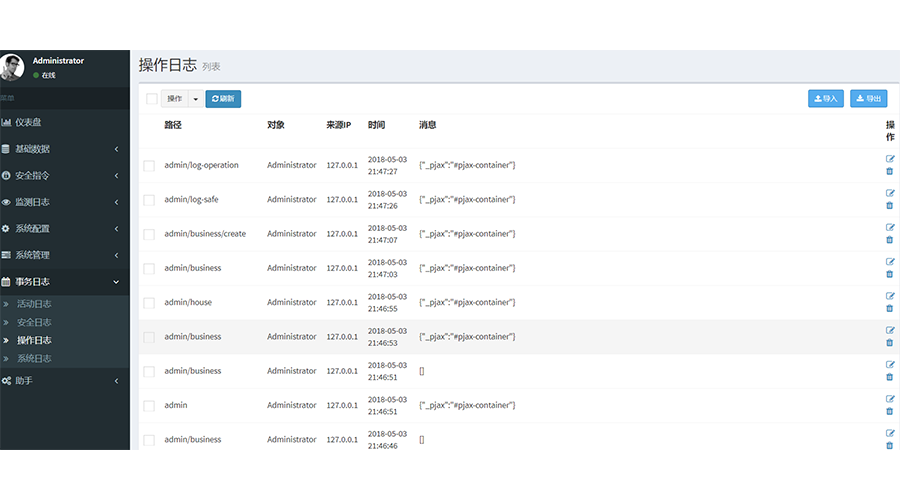 Administrator
在线
菜单
仪表盘
基础数据
安全指令
监测日志
系统配置
系统管理
事务日志
活动日志
安全日志
操作日志
系统日志
助手
操作日志 列表
操作 刷新 导入 导出
路径 对象 来源IP 时间 消息 操作
admin/log-operation Administrator 127.0.0.1 2018-05-03 21:47:27 {"_pjax":"#pjax-container"}
admin/log-safe Administrator 127.0.0.1 2018-05-03 21:47:26 {"_pjax":"#pjax-container"}
admin/business/create Administrator 127.0.0.1 2018-05-03 21:47:07 {"_pjax":"#pjax-container"}
admin/business Administrator 127.0.0.1 2018-05-03 21:47:03 {"_pjax":"#pjax-container"}
admin/house Administrator 127.0.0.1 2018-05-03 21:46:55 {"_pjax":"#pjax-container"}
admin/business Administrator 127.0.0.1 2018-05-03 21:46:53 {"_pjax":"#pjax-container"}
admin/business Administrator 127.0.0.1 2018-05-03 21:46:51 []
admin Administrator 127.0.0.1 2018-05-03 21:46:51 {"_pjax":"#pjax-container"}
admin/business Administrator 127.0.0.1 2018-05-03 21:46:46 []